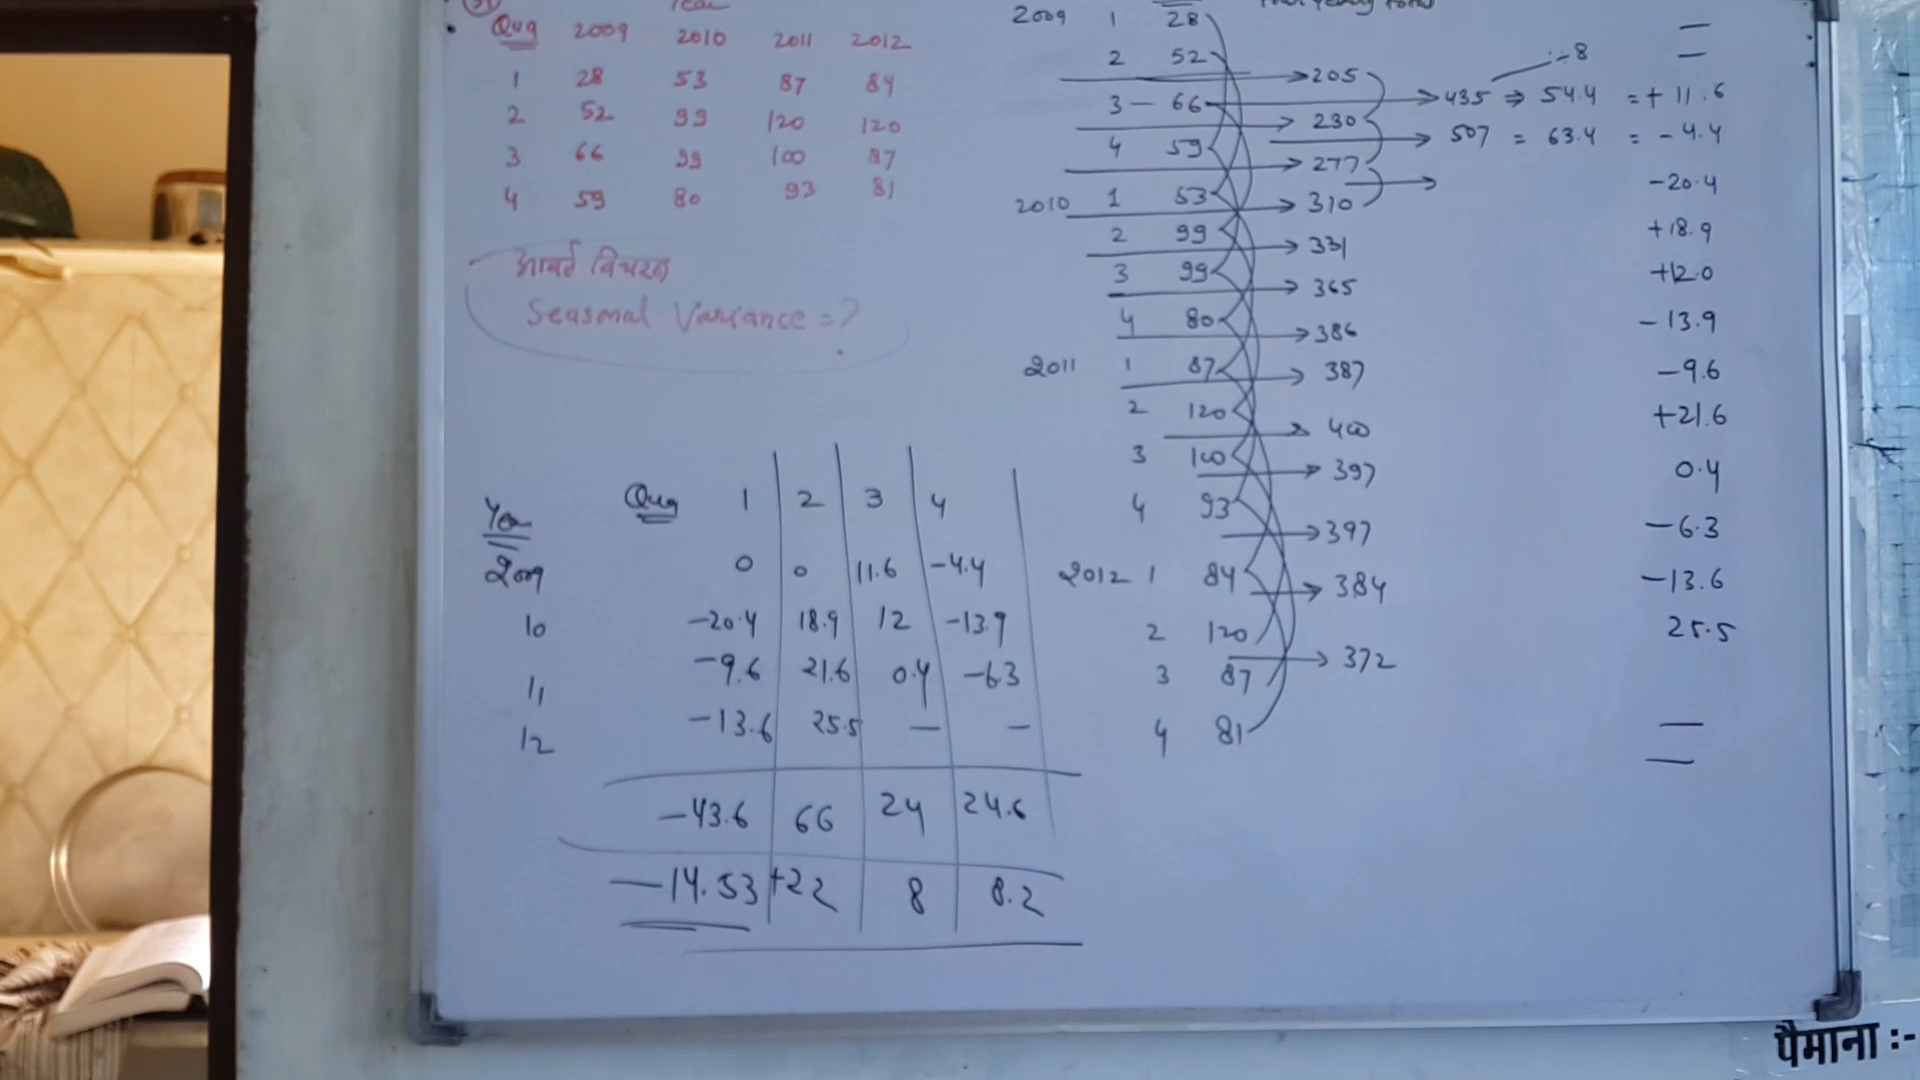 Year
Qug 2009 2010 2011 2012
1 28 53 87 84
2 52 99 120 120
3 66 99 100 87
4 59 80 93 81
आवर्त विचरन
Seasonal Variance = ?
2009 1 28
2 52
→ 205 ÷8
3 — 66 → 435 ⇒ 54.4 = + 11.6
→ 230
→ 507 = 63.4 = - 4.4
4 59
→ 277
→ -20.4
2010 1 53
→ 310
2 99 +18.9
→ 331
3 99 +12.0
→ 365
4 80 - 13.9
→ 386
2011 1 87 -9.6
→ 387
2 120 +21.6
→ 400
3 100 0.4
→ 397
4 93 -6.3
→ 397
2012 1 84 -13.6
→ 384
2 120 25.5
→ 372
3 87 —
4 81 —
Qug 1 2 3 4
Yea
2009 0 0 11.6 -4.4
10 -20.4 18.9 12 -13.9
11 -9.6 21.6 0.4 -6.3
12 -13.6 25.5 — -
-43.6 66 24 24.6
-14.53 +22 8 8.2
पैमाना :-